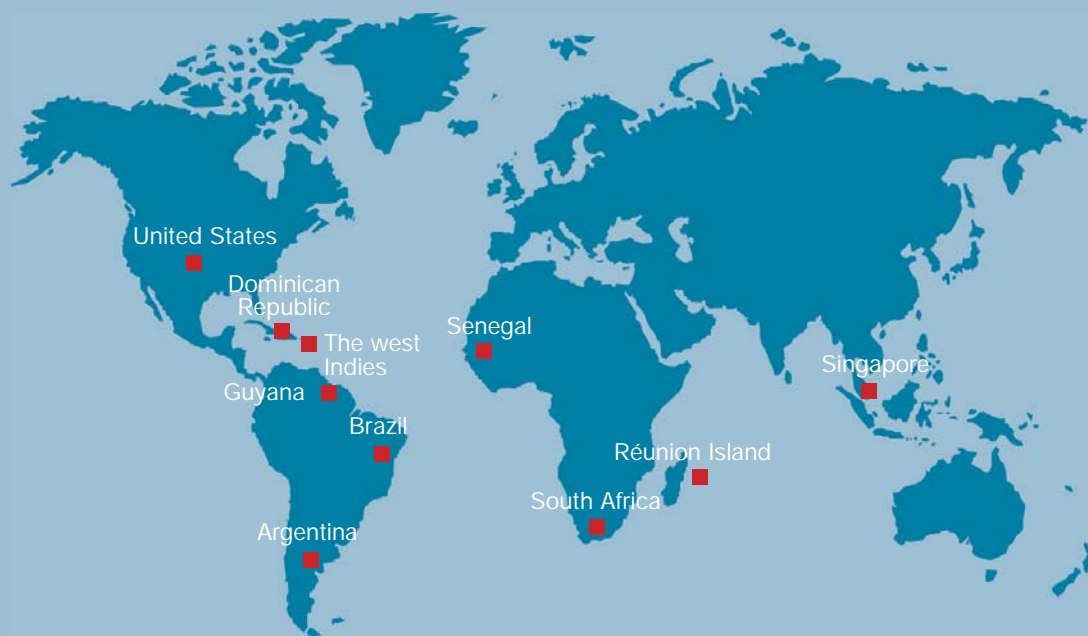 United States
Dominican
Republic
The west
Indies
Senegal
Singapore
Guyana
Brazil
Réunion Island
South Africa
Argentina